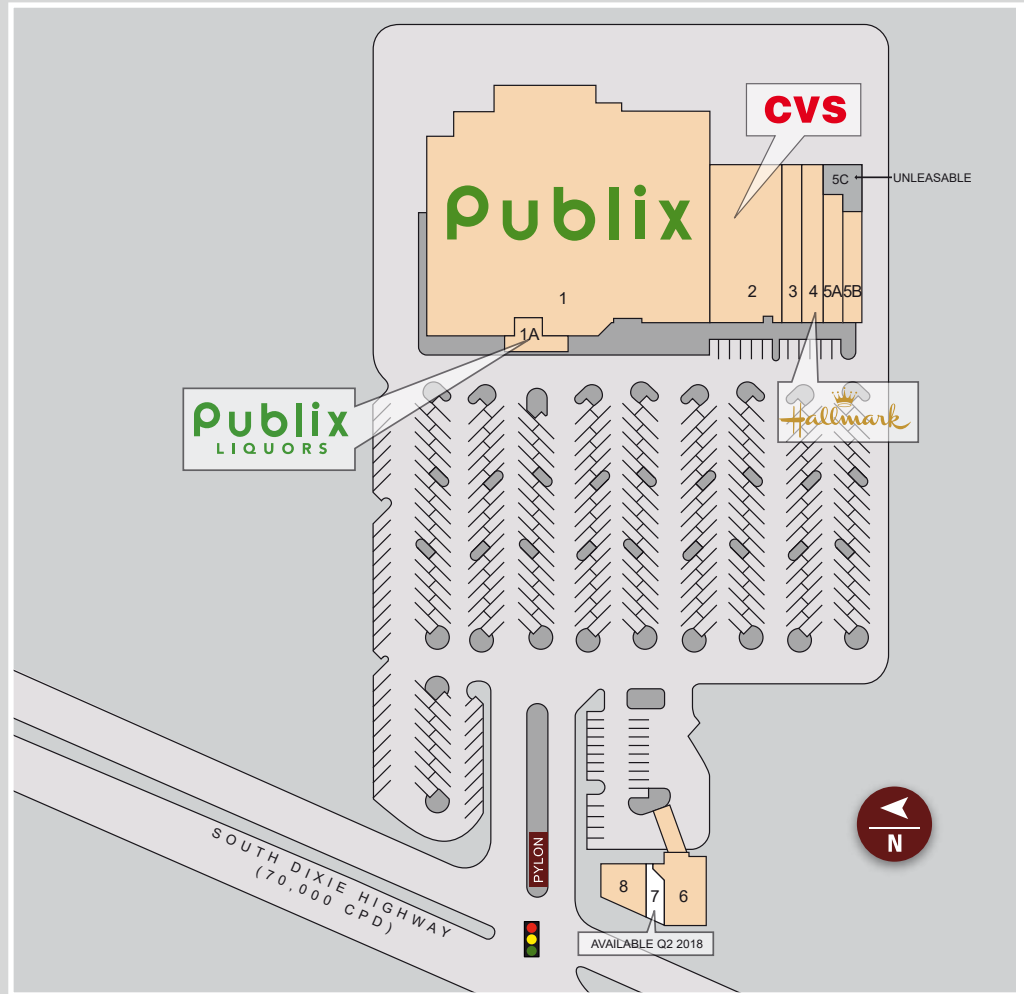 CVS
5C
UNLEASABLE
Publix
1
2
3
4
5A
5B
1A
Publix
LIQUORS
Hallmark
PYLON
N
SOUTH DIXIE HIGHWAY
(70,000 CPD)
8
7
6
AVAILABLE Q2 2018